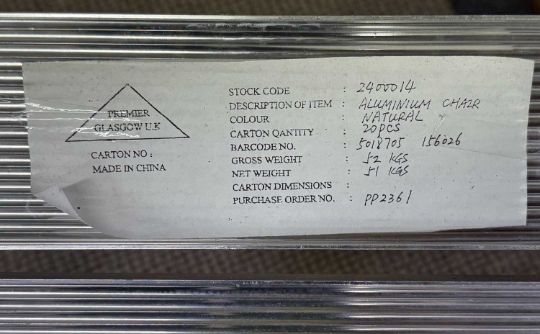 PREMIER
GLASGOW U.K
CARTON NO :
MADE IN CHINA
STOCK CODE : 2400014
DESCRIPTION OF ITEM : ALUMINIUM CHAIR
COLOUR : NATURAL
CARTON QANTITY : 20PCS
BARCODE NO. : 5018705 156026
GROSS WEIGHT : 52 KGS
NET WEIGHT : 51 KGS
CARTON DIMENSIONS :
PURCHASE ORDER NO. : PP2361